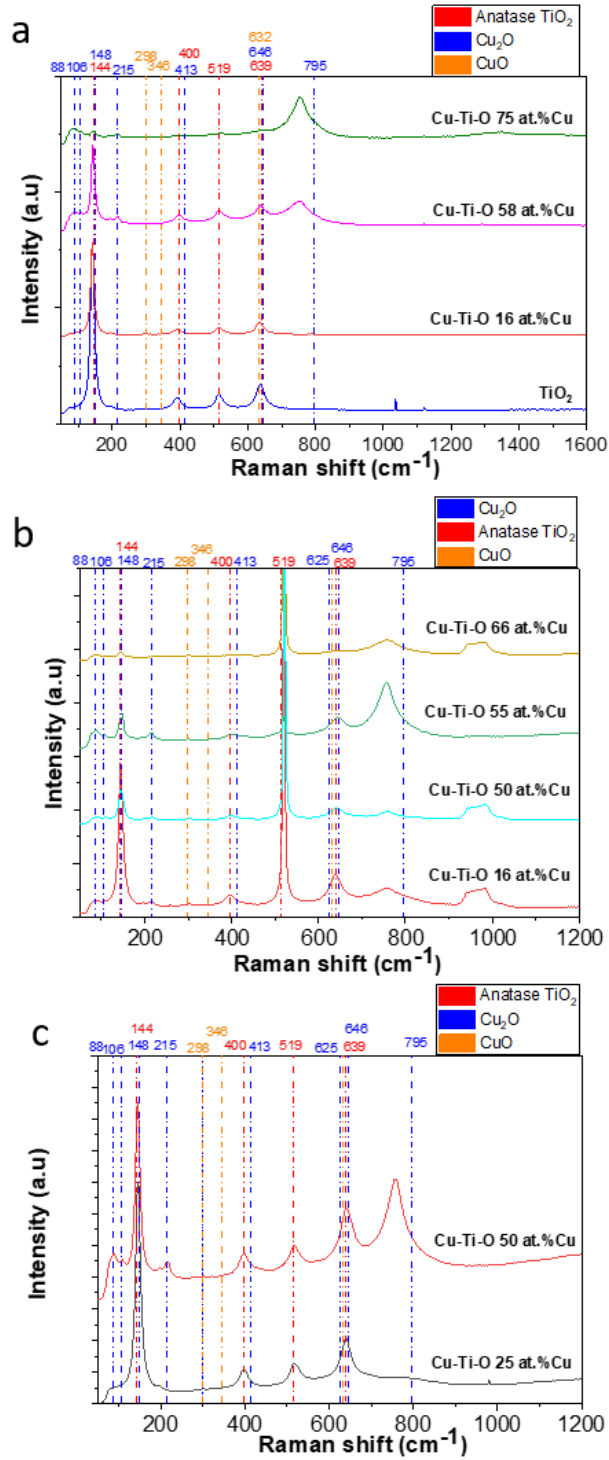 a
Anatase TiO₂
Cu₂O
CuO
632
148 298 400 646
88 106 144 215 346 413 519 639 795
Cu-Ti-O 75 at.%Cu
Cu-Ti-O 58 at.%Cu
Cu-Ti-O 16 at.%Cu
TiO₂
Intensity (a.u)
200 400 600 800 1000 1200 1400 1600
Raman shift (cm⁻¹)
b
Cu₂O
Anatase TiO₂
CuO
144 346 646
88 106 148 215 298 400 413 519 625 639 795
Cu-Ti-O 66 at.%Cu
Cu-Ti-O 55 at.%Cu
Cu-Ti-O 50 at.%Cu
Cu-Ti-O 16 at.%Cu
Intensity (a.u)
200 400 600 800 1000 1200
Raman shift (cm⁻¹)
c
Anatase TiO₂
Cu₂O
CuO
144 346 646
88 106 148 215 298 400 413 519 625 639 795
Cu-Ti-O 50 at.%Cu
Cu-Ti-O 25 at.%Cu
Intensity (a.u)
200 400 600 800 1000 1200
Raman shift (cm⁻¹)